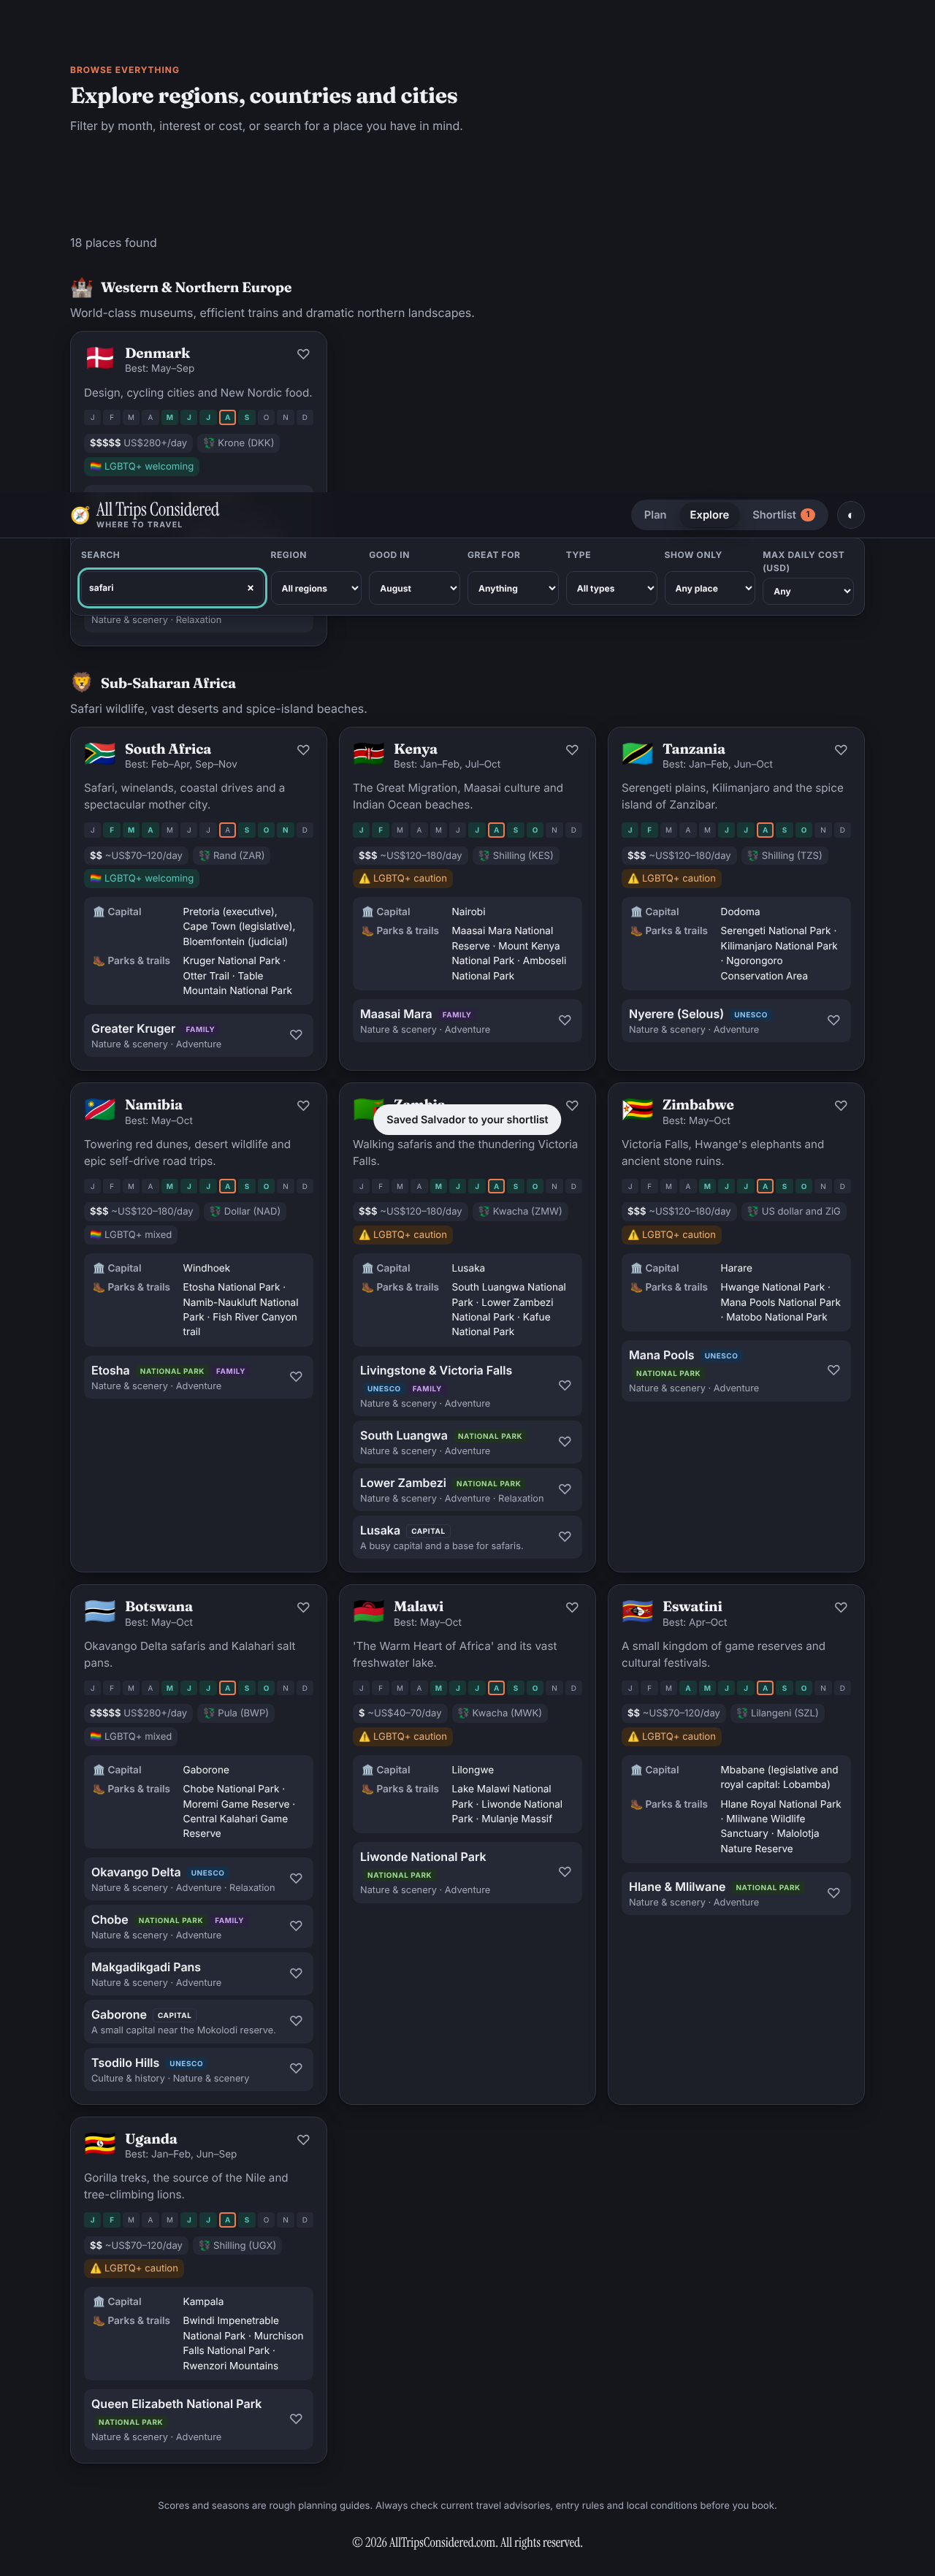 BROWSE EVERYTHING
Explore regions, countries and cities
Filter by month, interest or cost, or search for a place you have in mind.
18 places found
Western & Northern Europe
World-class museums, efficient trains and dramatic northern landscapes.
Denmark
Best: May–Sep
Design, cycling cities and New Nordic food.
J F M A M J J A S O N D
$$$$$ US$280+/day
Krone (DKK)
LGBTQ+ welcoming
All Trips Considered
WHERE TO TRAVEL
Plan
Explore
Shortlist 1
SEARCH
safari
REGION
All regions
GOOD IN
August
GREAT FOR
Anything
TYPE
All types
SHOW ONLY
Any place
MAX DAILY COST
(USD)
Any
Nature & scenery · Relaxation
Sub-Saharan Africa
Safari wildlife, vast deserts and spice-island beaches.
South Africa
Best: Feb–Apr, Sep–Nov
Safari, winelands, coastal drives and a
spectacular mother city.
J F M A M J J A S O N D
$$ ~US$70–120/day
Rand (ZAR)
LGBTQ+ welcoming
Capital
Pretoria (executive),
Cape Town (legislative),
Bloemfontein (judicial)
Parks & trails
Kruger National Park ·
Otter Trail · Table
Mountain National Park
Greater Kruger FAMILY
Nature & scenery · Adventure
Kenya
Best: Jan–Feb, Jul–Oct
The Great Migration, Maasai culture and
Indian Ocean beaches.
J F M A M J J A S O N D
$$$ ~US$120–180/day
Shilling (KES)
LGBTQ+ caution
Capital
Nairobi
Parks & trails
Maasai Mara National
Reserve · Mount Kenya
National Park · Amboseli
National Park
Maasai Mara FAMILY
Nature & scenery · Adventure
Tanzania
Best: Jan–Feb, Jun–Oct
Serengeti plains, Kilimanjaro and the spice
island of Zanzibar.
J F M A M J J A S O N D
$$$ ~US$120–180/day
Shilling (TZS)
LGBTQ+ caution
Capital
Dodoma
Parks & trails
Serengeti National Park ·
Kilimanjaro National Park
· Ngorongoro
Conservation Area
Nyerere (Selous) UNESCO
Nature & scenery · Adventure
Namibia
Best: May–Oct
Towering red dunes, desert wildlife and
epic self-drive road trips.
J F M A M J J A S O N D
$$$ ~US$120–180/day
Dollar (NAD)
LGBTQ+ mixed
Capital
Windhoek
Parks & trails
Etosha National Park ·
Namib-Naukluft National
Park · Fish River Canyon
trail
Etosha NATIONAL PARK FAMILY
Nature & scenery · Adventure
Saved Salvador to your shortlist
Walking safaris and the thundering Victoria
Falls.
J F M A M J J A S O N D
$$$ ~US$120–180/day
Kwacha (ZMW)
LGBTQ+ caution
Capital
Lusaka
Parks & trails
South Luangwa National
Park · Lower Zambezi
National Park · Kafue
National Park
Livingstone & Victoria Falls
UNESCO FAMILY
Nature & scenery · Adventure
South Luangwa NATIONAL PARK
Nature & scenery · Adventure
Lower Zambezi NATIONAL PARK
Nature & scenery · Adventure · Relaxation
Lusaka CAPITAL
A busy capital and a base for safaris.
Zimbabwe
Best: May–Oct
Victoria Falls, Hwange's elephants and
ancient stone ruins.
J F M A M J J A S O N D
$$$ ~US$120–180/day
US dollar and ZiG
LGBTQ+ caution
Capital
Harare
Parks & trails
Hwange National Park ·
Mana Pools National Park
· Matobo National Park
Mana Pools UNESCO
NATIONAL PARK
Nature & scenery · Adventure
Botswana
Best: May–Oct
Okavango Delta safaris and Kalahari salt
pans.
J F M A M J J A S O N D
$$$$$ US$280+/day
Pula (BWP)
LGBTQ+ mixed
Capital
Gaborone
Parks & trails
Chobe National Park ·
Moremi Game Reserve ·
Central Kalahari Game
Reserve
Okavango Delta UNESCO
Nature & scenery · Adventure · Relaxation
Chobe NATIONAL PARK FAMILY
Nature & scenery · Adventure
Makgadikgadi Pans
Nature & scenery · Adventure
Gaborone CAPITAL
A small capital near the Mokolodi reserve.
Tsodilo Hills UNESCO
Culture & history · Nature & scenery
Malawi
Best: May–Oct
'The Warm Heart of Africa' and its vast
freshwater lake.
J F M A M J J A S O N D
$ ~US$40–70/day
Kwacha (MWK)
LGBTQ+ caution
Capital
Lilongwe
Parks & trails
Lake Malawi National
Park · Liwonde National
Park · Mulanje Massif
Liwonde National Park
NATIONAL PARK
Nature & scenery · Adventure
Eswatini
Best: Apr–Oct
A small kingdom of game reserves and
cultural festivals.
J F M A M J J A S O N D
$$ ~US$70–120/day
Lilangeni (SZL)
LGBTQ+ caution
Capital
Mbabane (legislative and
royal capital: Lobamba)
Parks & trails
Hlane Royal National Park
· Mlilwane Wildlife
Sanctuary · Malolotja
Nature Reserve
Hlane & Mlilwane NATIONAL PARK
Nature & scenery · Adventure
Uganda
Best: Jan–Feb, Jun–Sep
Gorilla treks, the source of the Nile and
tree-climbing lions.
J F M A M J J A S O N D
$$ ~US$70–120/day
Shilling (UGX)
LGBTQ+ caution
Capital
Kampala
Parks & trails
Bwindi Impenetrable
National Park · Murchison
Falls National Park ·
Rwenzori Mountains
Queen Elizabeth National Park
NATIONAL PARK
Nature & scenery · Adventure
Scores and seasons are rough planning guides. Always check current travel advisories, entry rules and local conditions before you book.
© 2026 AllTripsConsidered.com. All rights reserved.